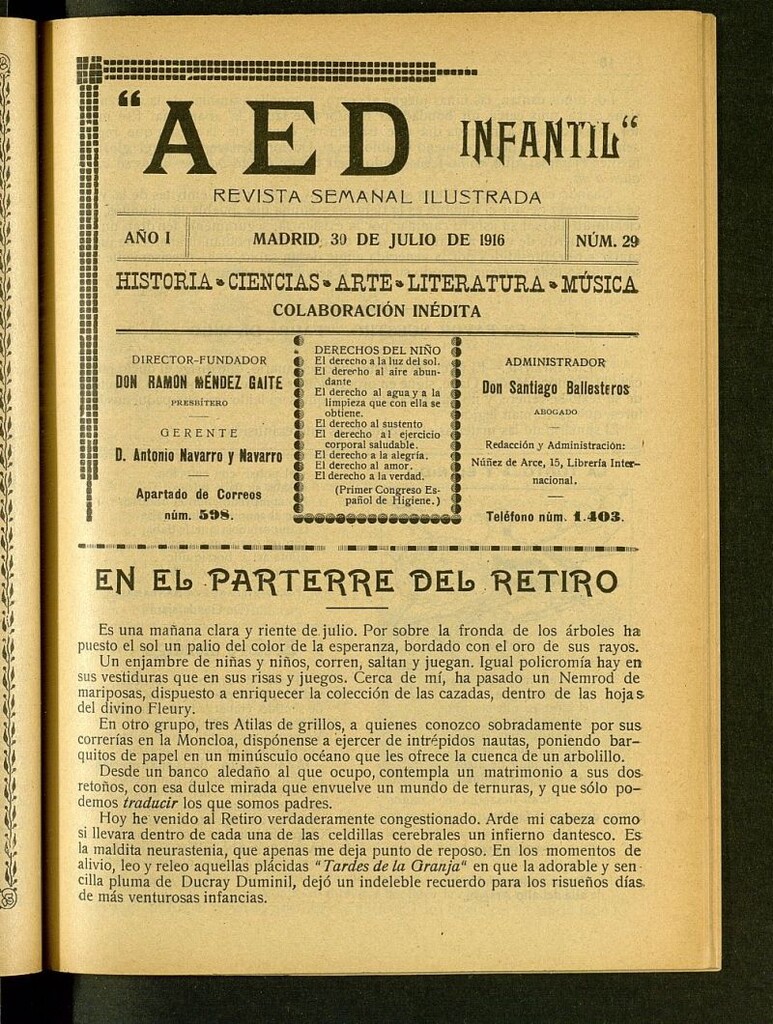 “AED INFANTIL“
REVISTA SEMANAL ILUSTRADA
AÑO I
MADRID 30 DE JULIO DE 1916
NÚM. 29
HISTORIA - CIENCIAS - ARTE - LITERATURA - MÚSICA
COLABORACIÓN INÉDITA
DIRECTOR-FUNDADOR
DON RAMON MÉNDEZ GAITE
PRESBÍTERO
GERENTE
D. Antonio Navarro y Navarro
Apartado de Correos
núm. 598.
DERECHOS DEL NIÑO
El derecho a la luz del sol.
El derecho al aire abun-
dante
El derecho al agua y a la
limpieza que con ella se
obtiene.
El derecho al sustento
El derecho al ejercicio
corporal saludable.
El derecho a la alegría.
El derecho al amor.
El derecho a la verdad.
(Primer Congreso Es-
pañol de Higiene.)
ADMINISTRADOR
Don Santiago Ballesteros
ABOGADO
Redacción y Administración:
Núñez de Arce, 15, Librería Inter-
nacional.
Teléfono núm. 1.403.
EN EL PARTERRE DEL RETIRO
Es una mañana clara y riente de julio. Por sobre la fronda de los árboles ha
puesto el sol un palio del color de la esperanza, bordado con el oro de sus rayos.
Un enjambre de niñas y niños, corren, saltan y juegan. Igual policromía hay en
sus vestiduras que en sus risas y juegos. Cerca de mí, ha pasado un Nemrod de
mariposas, dispuesto a enriquecer la colección de las cazadas, dentro de las hojas
del divino Fleury.
En otro grupo, tres Atilas de grillos, a quienes conozco sobradamente por sus
correrías en la Moncloa, dispónense a ejercer de intrépidos nautas, poniendo bar-
quitos de papel en un minúsculo océano que les ofrece la cuenca de un arbolillo.
Desde un banco aledaño al que ocupo, contempla un matrimonio a sus dos
retoños, con esa dulce mirada que envuelve un mundo de ternuras, y que sólo po-
demos traducir los que somos padres.
Hoy he venido al Retiro verdaderamente congestionado. Arde mi cabeza como
si llevara dentro de cada una de las celdillas cerebrales un infierno dantesco. Es
la maldita neurastenia, que apenas me deja punto de reposo. En los momentos de
alivio, leo y releo aquellas plácidas "Tardes de la Granja" en que la adorable y sen-
cilla pluma de Ducray Duminil, dejó un indeleble recuerdo para los risueños días
de más venturosas infancias.